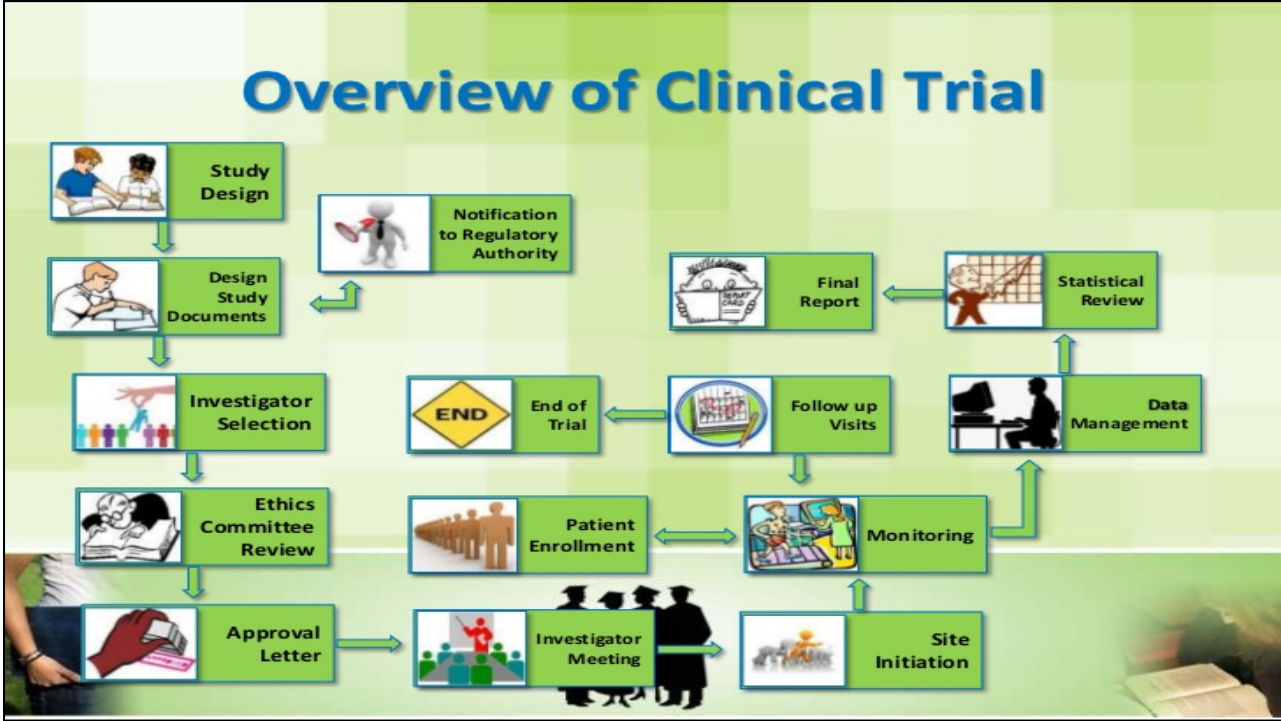 Overview of Clinical Trial
Study
Design
Notification
to Regulatory
Authority
Design
Study
Documents
Final
Report
REPORT
CARD
Statistical
Review
Investigator
Selection
END
End of
Trial
Follow up
Visits
Data
Management
Ethics
Committee
Review
Patient
Enrollment
Monitoring
Approval
Letter
Investigator
Meeting
Site
Initiation